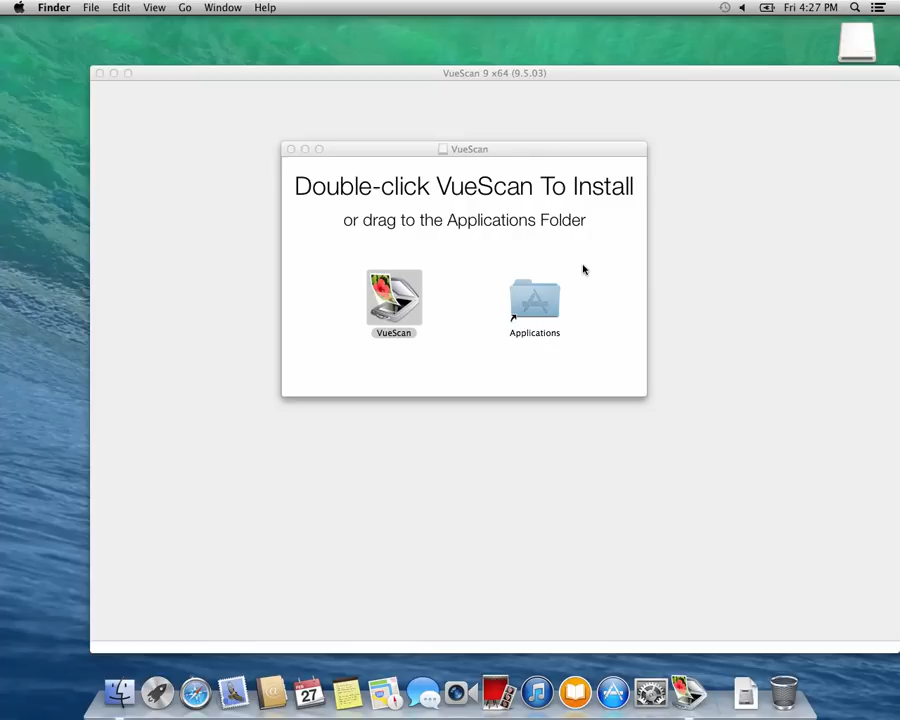 Finder File Edit View Go Window Help Fri 4:27 PM
VueScan 9 x64 (9.5.03)
VueScan
Double-click VueScan To Install
or drag to the Applications Folder
VueScan Applications
FEB
27